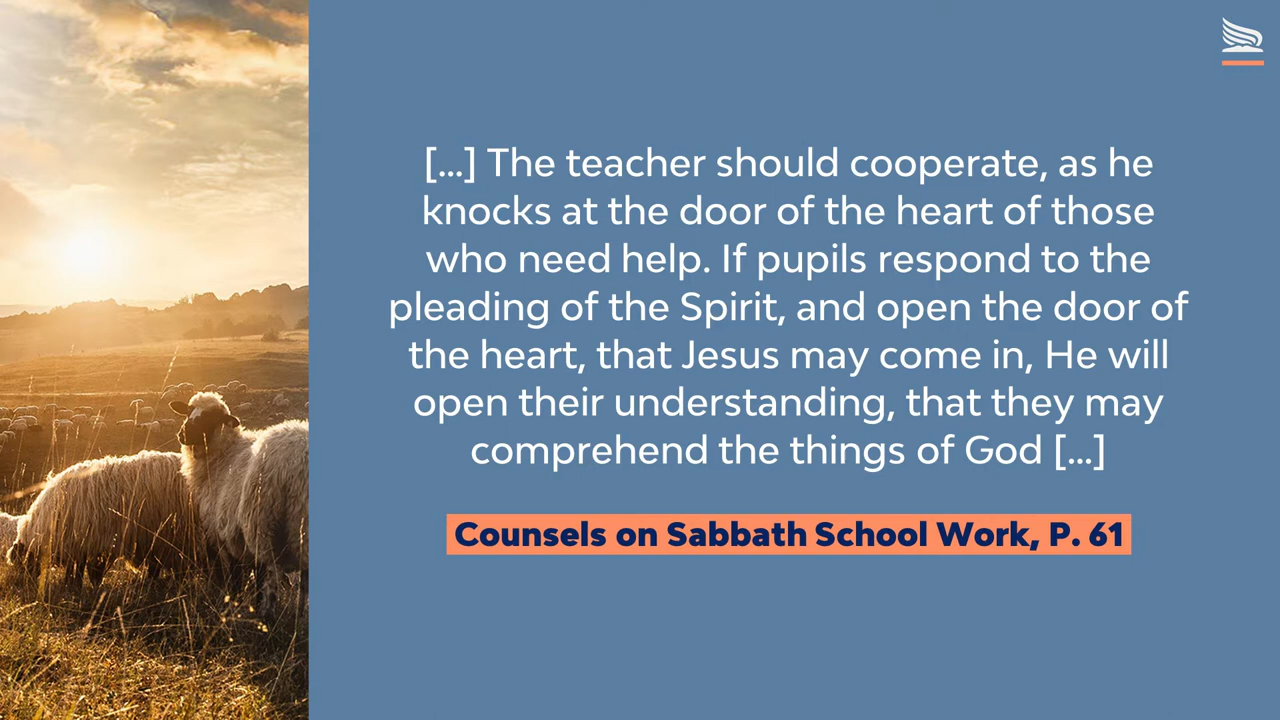 [...] The teacher should cooperate, as he
knocks at the door of the heart of those
who need help. If pupils respond to the
pleading of the Spirit, and open the door of
the heart, that Jesus may come in, He will
open their understanding, that they may
comprehend the things of God [...]
Counsels on Sabbath School Work, P. 61